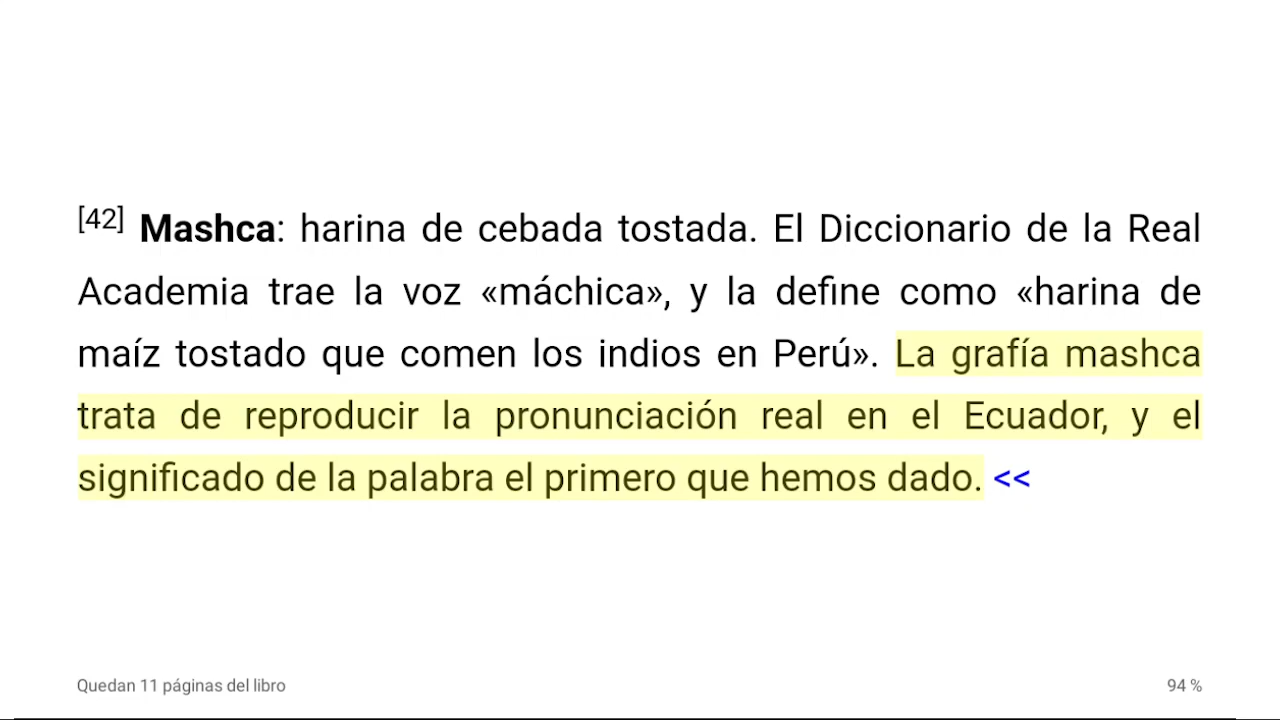 [42] Mashca: harina de cebada tostada. El Diccionario de la Real
Academia trae la voz «máchica», y la define como «harina de
maíz tostado que comen los indios en Perú». La grafía mashca
trata de reproducir la pronunciación real en el Ecuador, y el
significado de la palabra el primero que hemos dado. <<
Quedan 11 páginas del libro
94 %